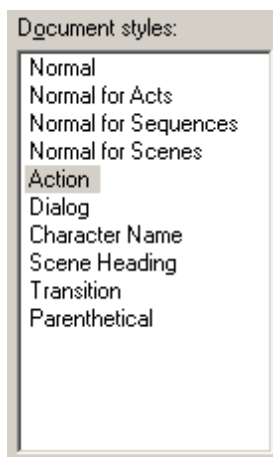 Document styles:
Normal
Normal for Acts
Normal for Sequences
Normal for Scenes
Action
Dialog
Character Name
Scene Heading
Transition
Parenthetical